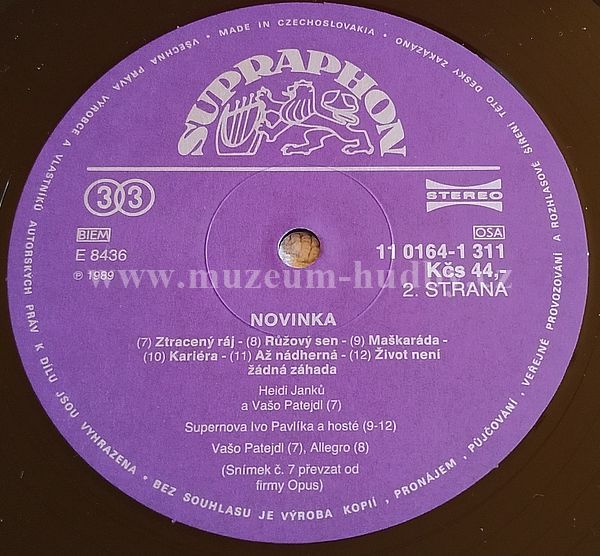 VŠECHNA PRÁVA VÝROBCE A VLASTNÍKŮ AUTORSKÝCH PRÁV K DÍLU JSOU VYHRAZENA • BEZ SOUHLASU JE VÝROBA KOPIÍ, PRONÁJEM, PŮJČOVÁNÍ, VEŘEJNÉ PROVOZOVÁNÍ A ROZHLASOVÉ ŠÍŘENÍ TÉTO DESKY ZAKÁZÁNO • MADE IN CZECHOSLOVAKIA •
SUPRAPHON
33
STEREO
BIEM
OSA
E 8436
11 0164-1 311
℗ 1989
Kčs 44,-
2. STRANA
NOVINKA
(7) Ztracený ráj - (8) Růžový sen - (9) Maškaráda -
(10) Kariéra - (11) Až nádherná - (12) Život není
žádná záhada
Heidi Janků
a Vašo Patejdl (7)
Supernova Ivo Pavlíka a hosté (9-12)
Vašo Patejdl (7), Allegro (8)
(Snímek č. 7 převzat od
firmy Opus)